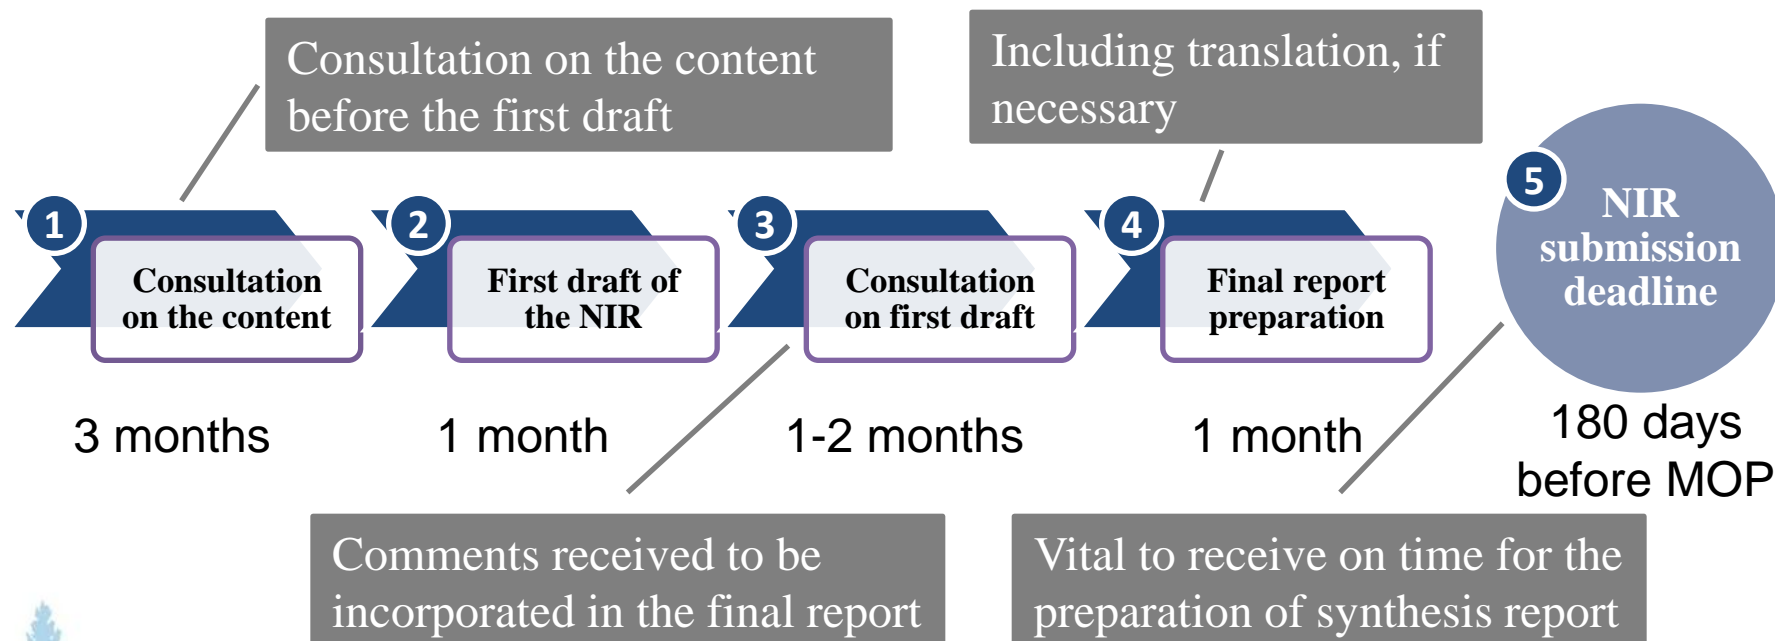 Consultation on the content
before the first draft
Including translation, if
necessary
1
Consultation
on the content
2
First draft of
the NIR
3
Consultation
on first draft
4
Final report
preparation
5
NIR
submission
deadline
3 months
1 month
1-2 months
1 month
180 days
before MOP
Comments received to be
incorporated in the final report
Vital to receive on time for the
preparation of synthesis report